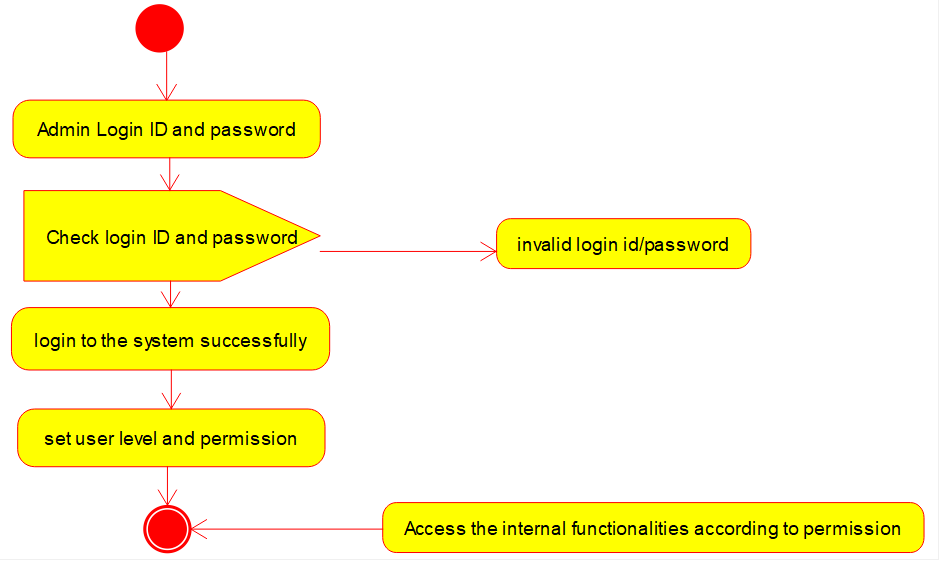 Admin Login ID and password
Check login ID and password
invalid login id/password
login to the system successfully
set user level and permission
Access the internal functionalities according to permission